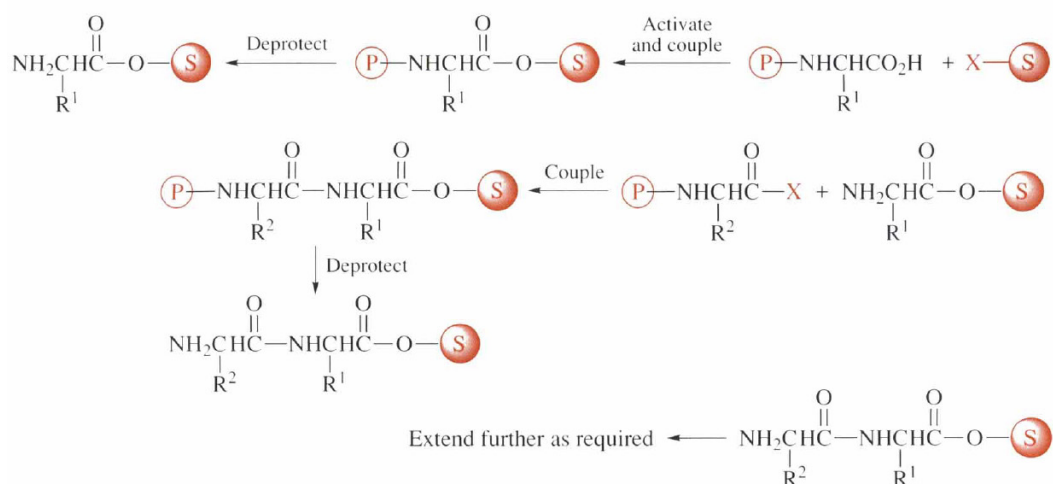 NH₂CHC—O—S Deprotect P—NHCHC—O—S Activate and couple P—NHCHCO₂H + X—S
O O
R¹ R¹ R¹
P—NHCHC—NHCHC—O—S Couple P—NHCHC—X + NH₂CHC—O—S
O O O O
R² R¹ R² R¹
Deprotect
O O
NH₂CHC—NHCHC—O—S
R² R¹
O O
Extend further as required NH₂CHC—NHCHC—O—S
R² R¹